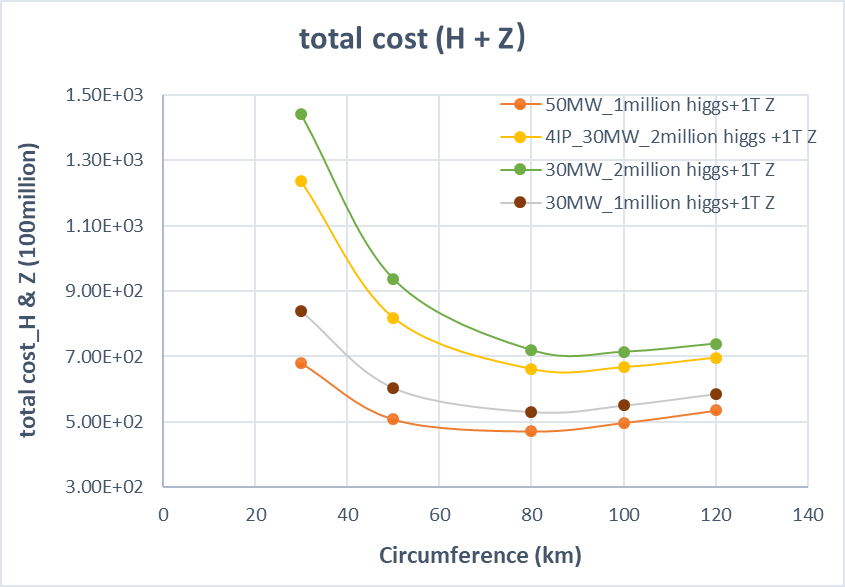 total cost (H + Z)
1.50E+03
1.30E+03
1.10E+03
9.00E+02
7.00E+02
5.00E+02
3.00E+02
total cost_H & Z (100million)
50MW_1million higgs+1T Z
4IP_30MW_2million higgs +1T Z
30MW_2million higgs+1T Z
30MW_1million higgs+1T Z
0 20 40 60 80 100 120 140
Circumference (km)